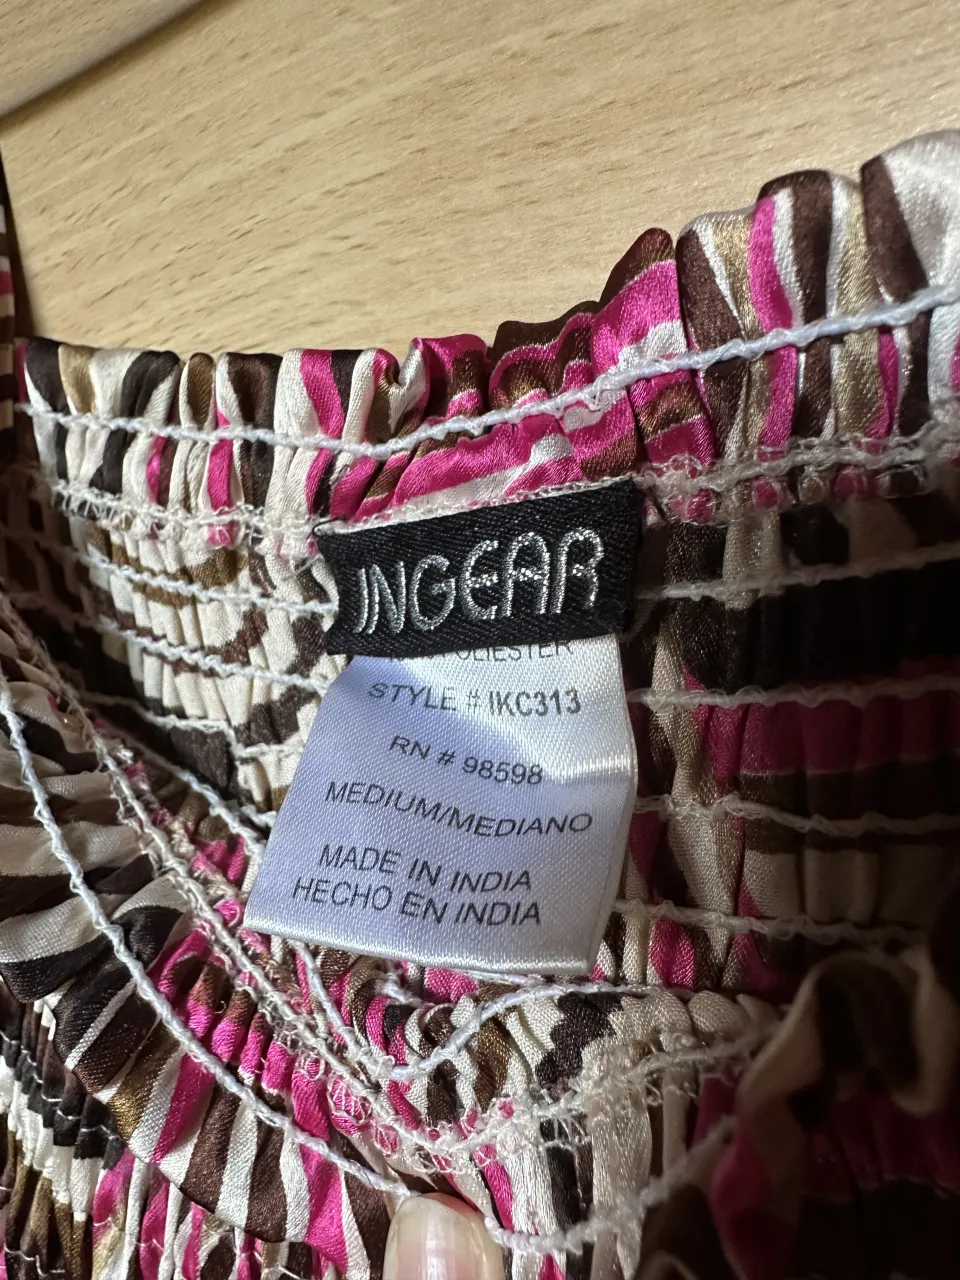 INGEAR
STYLE # IKC313
RN # 98598
MEDIUM/MEDIANO
MADE IN INDIA
HECHO EN INDIA